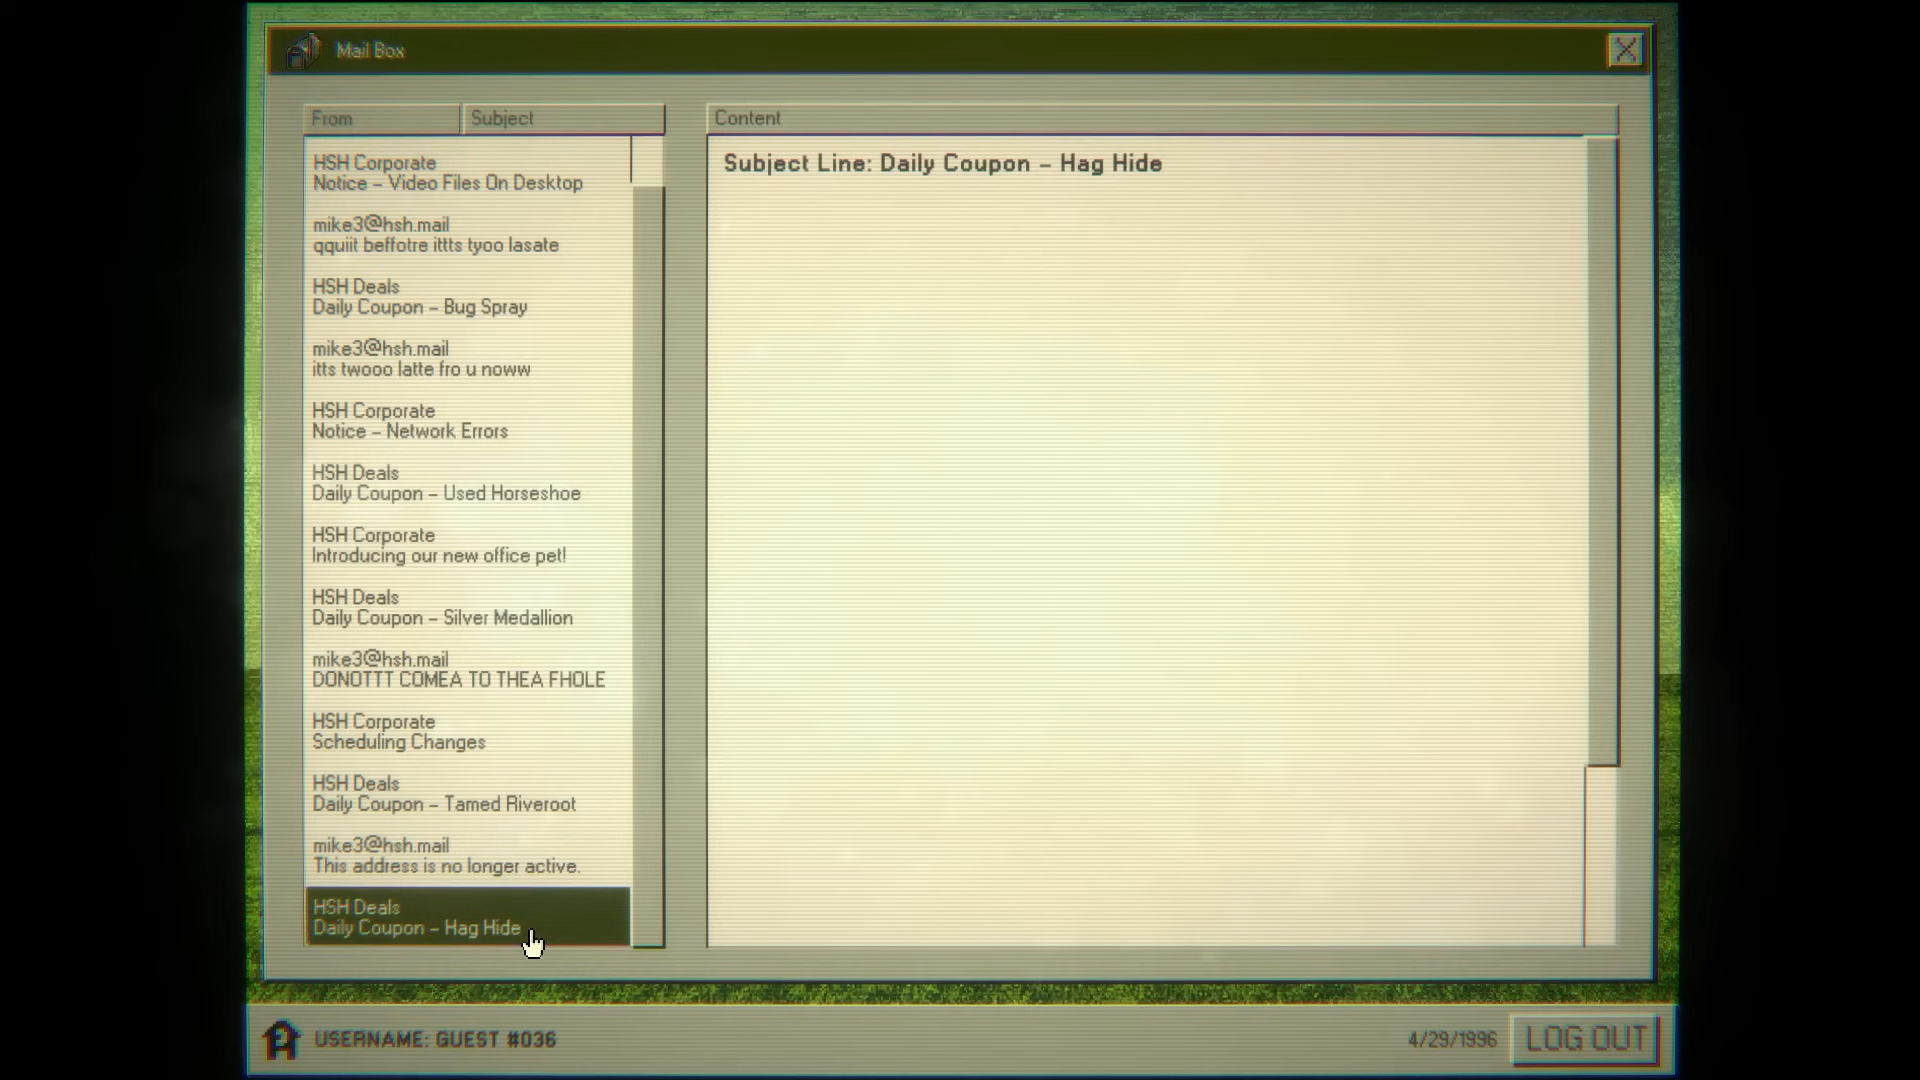 Mail Box
From
Subject
HSH Corporate
Notice – Video Files On Desktop
mike3@hsh.mail
qquiit beffotre ittts tyoo lasate
HSH Deals
Daily Coupon – Bug Spray
mike3@hsh.mail
itts twooo latte fro u noww
HSH Corporate
Notice – Network Errors
HSH Deals
Daily Coupon – Used Horseshoe
HSH Corporate
Introducing our new office pet!
HSH Deals
Daily Coupon – Silver Medallion
mike3@hsh.mail
DONOTTT COMEA TO THEA FHOLE
HSH Corporate
Scheduling Changes
HSH Deals
Daily Coupon – Tamed Riveroot
mike3@hsh.mail
This address is no longer active.
HSH Deals
Daily Coupon – Hag Hide
Content
Subject Line: Daily Coupon – Hag Hide
USERNAME: GUEST #036
4/29/1996
LOG OUT